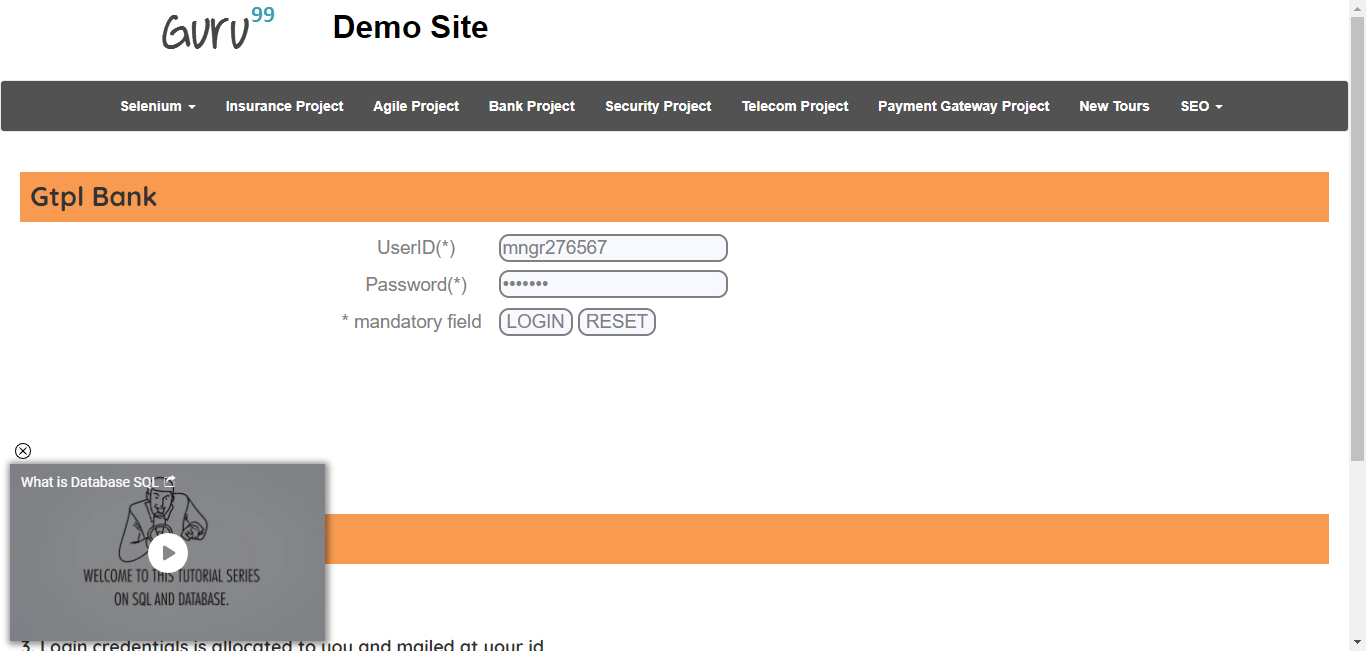 Guru99
Demo Site
Selenium Insurance Project Agile Project Bank Project Security Project Telecom Project Payment Gateway Project New Tours SEO
Gtpl Bank
UserID(*) mngr276567
Password(*) •••••••
* mandatory field LOGIN RESET
What is Database SQL
WELCOME TO THIS TUTORIAL SERIES
ON SQL AND DATABASE.
3. Login credentials is allocated to you and mailed at your id